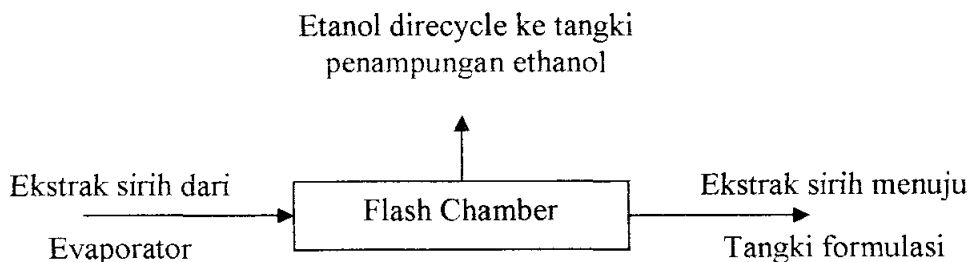 Etanol direcycle ke tangki
penampungan ethanol
Ekstrak sirih dari
Evaporator
Flash Chamber
Ekstrak sirih menuju
Tangki formulasi